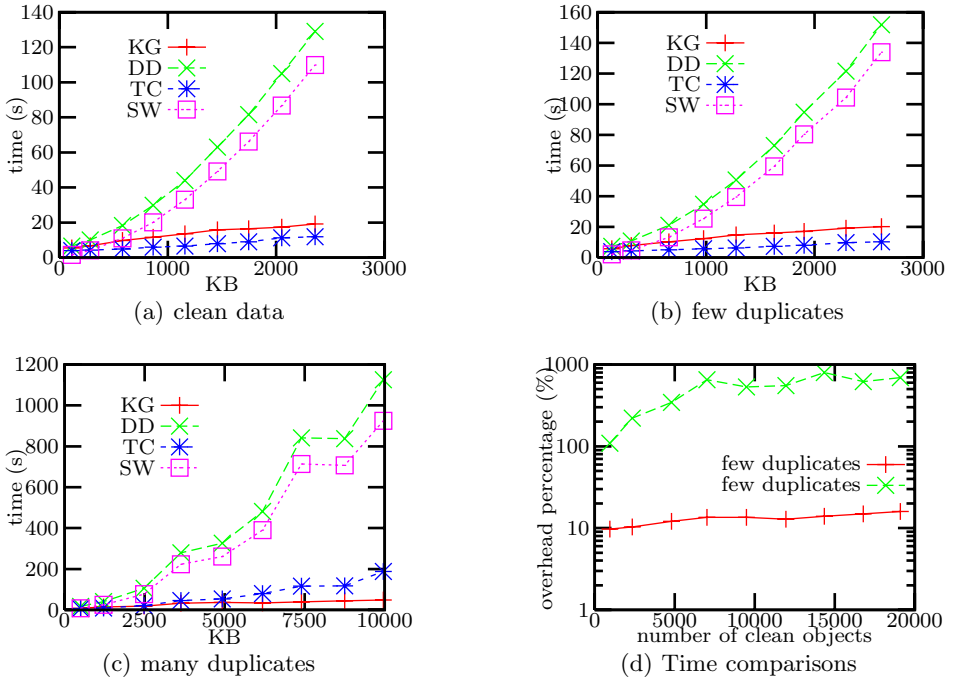 140
120
100
80
60
40
20
0
time (s)
KG
DD
TC
SW
0
1000
2000
3000
KB
(a) clean data
160
140
120
100
80
60
40
20
0
time (s)
KG
DD
TC
SW
0
1000
2000
3000
KB
(b) few duplicates
1200
1000
800
600
400
200
0
time (s)
KG
DD
TC
SW
0
2500
5000
7500
10000
KB
(c) many duplicates
1000
100
10
1
overhead percentage (%)
few duplicates
few duplicates
0
5000
10000
15000
20000
number of clean objects
(d) Time comparisons